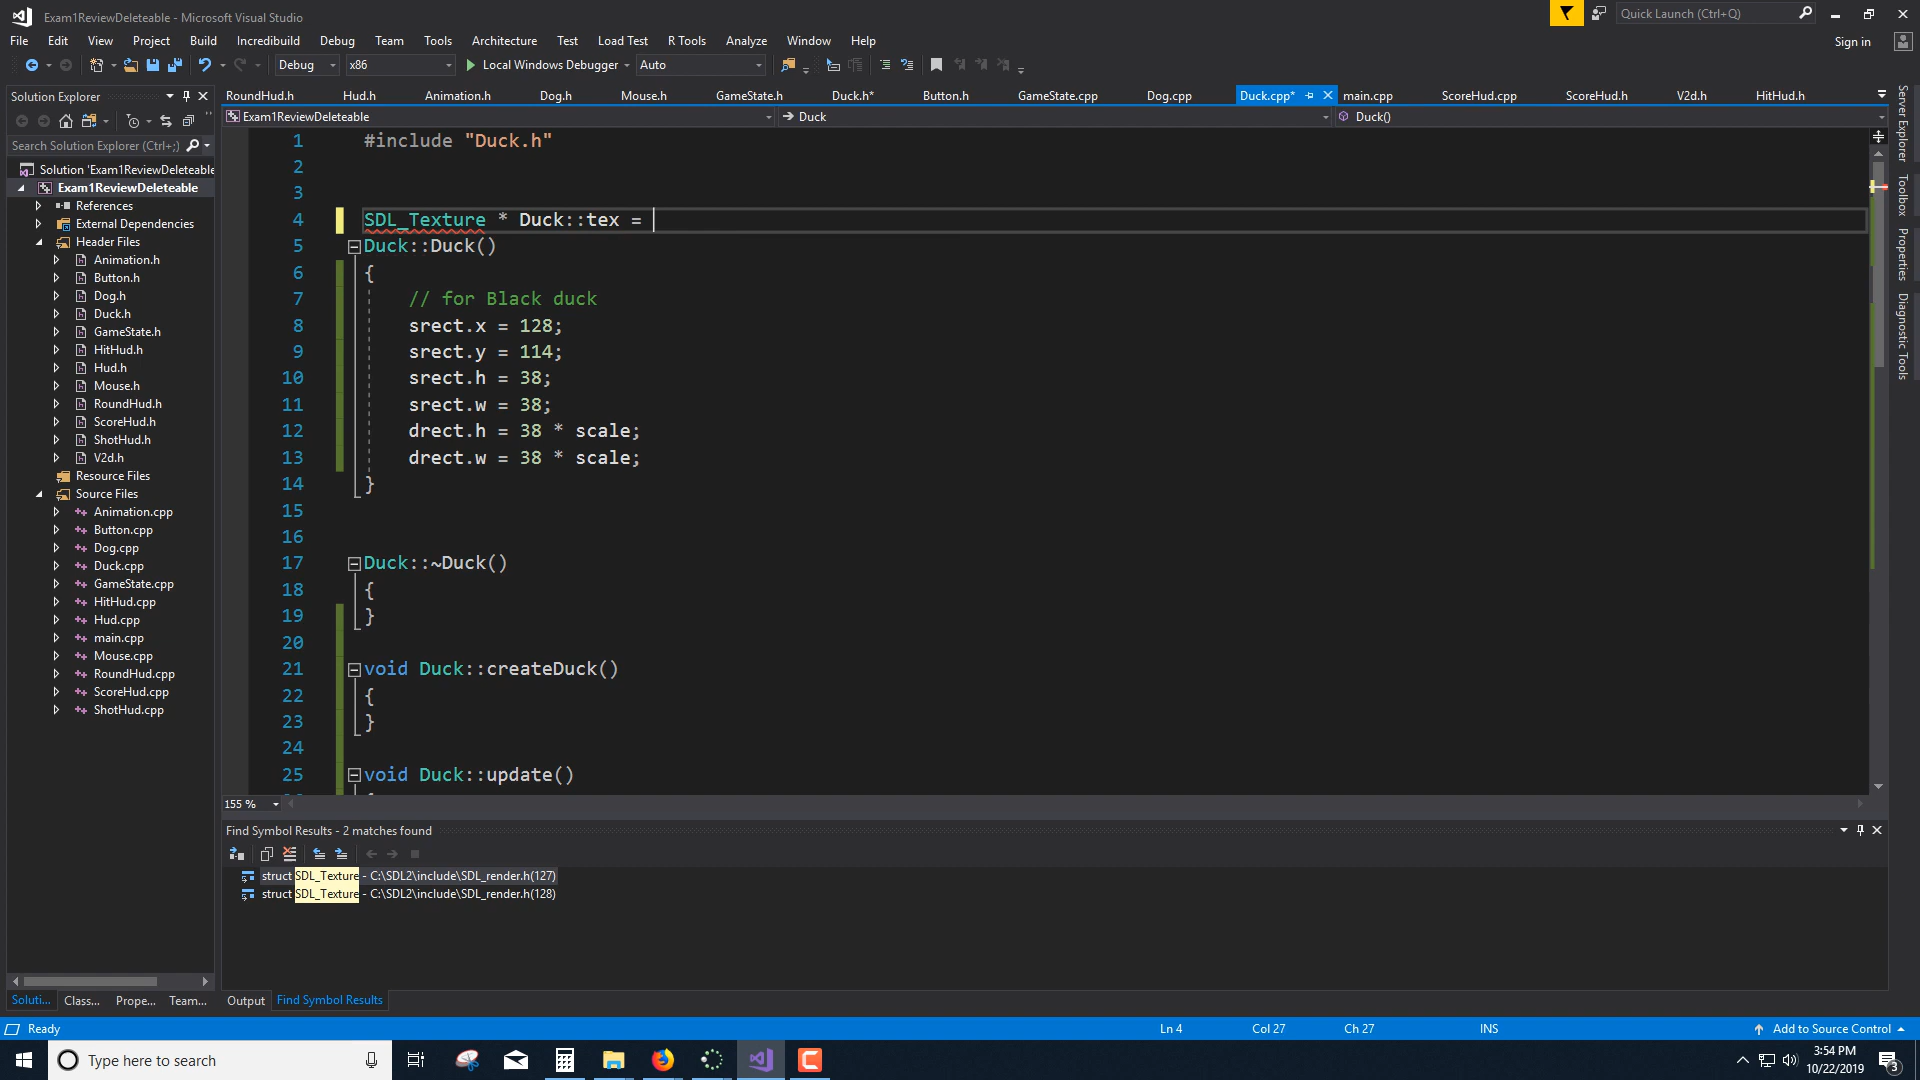 Exam1ReviewDeleteable - Microsoft Visual Studio
Quick Launch (Ctrl+Q)
File Edit View Project Build Incredibuild Debug Team Tools Architecture Test Load Test R Tools Analyze Window Help
Sign in
Debug x86 Local Windows Debugger Auto
Solution Explorer
RoundHud.h Hud.h Animation.h Dog.h Mouse.h GameState.h Duck.h* Button.h GameState.cpp Dog.cpp Duck.cpp* main.cpp ScoreHud.cpp ScoreHud.h V2d.h HitHud.h
Exam1ReviewDeleteable Duck Duck()
Search Solution Explorer (Ctrl+;)
Solution 'Exam1ReviewDeleteable
Exam1ReviewDeleteable
References
External Dependencies
Header Files
Animation.h
Button.h
Dog.h
Duck.h
GameState.h
HitHud.h
Hud.h
Mouse.h
RoundHud.h
ScoreHud.h
ShotHud.h
V2d.h
Resource Files
Source Files
Animation.cpp
Button.cpp
Dog.cpp
Duck.cpp
GameState.cpp
HitHud.cpp
Hud.cpp
main.cpp
Mouse.cpp
RoundHud.cpp
ScoreHud.cpp
ShotHud.cpp
1 #include "Duck.h"
2
3
4 SDL_Texture * Duck::tex =
5 Duck::Duck()
6 {
7 // for Black duck
8 srect.x = 128;
9 srect.y = 114;
10 srect.h = 38;
11 srect.w = 38;
12 drect.h = 38 * scale;
13 drect.w = 38 * scale;
14 }
15
16
17 Duck::~Duck()
18 {
19 }
20
21 void Duck::createDuck()
22 {
23 }
24
25 void Duck::update()
Server Explorer
Toolbox
Properties
Diagnostic Tools
155 %
Find Symbol Results - 2 matches found
struct SDL_Texture - C:\SDL2\include\SDL_render.h(127)
struct SDL_Texture - C:\SDL2\include\SDL_render.h(128)
Soluti... Class... Prope... Team... Output Find Symbol Results
Ready Ln 4 Col 27 Ch 27 INS Add to Source Control
Type here to search
3:54 PM
10/22/2019
3